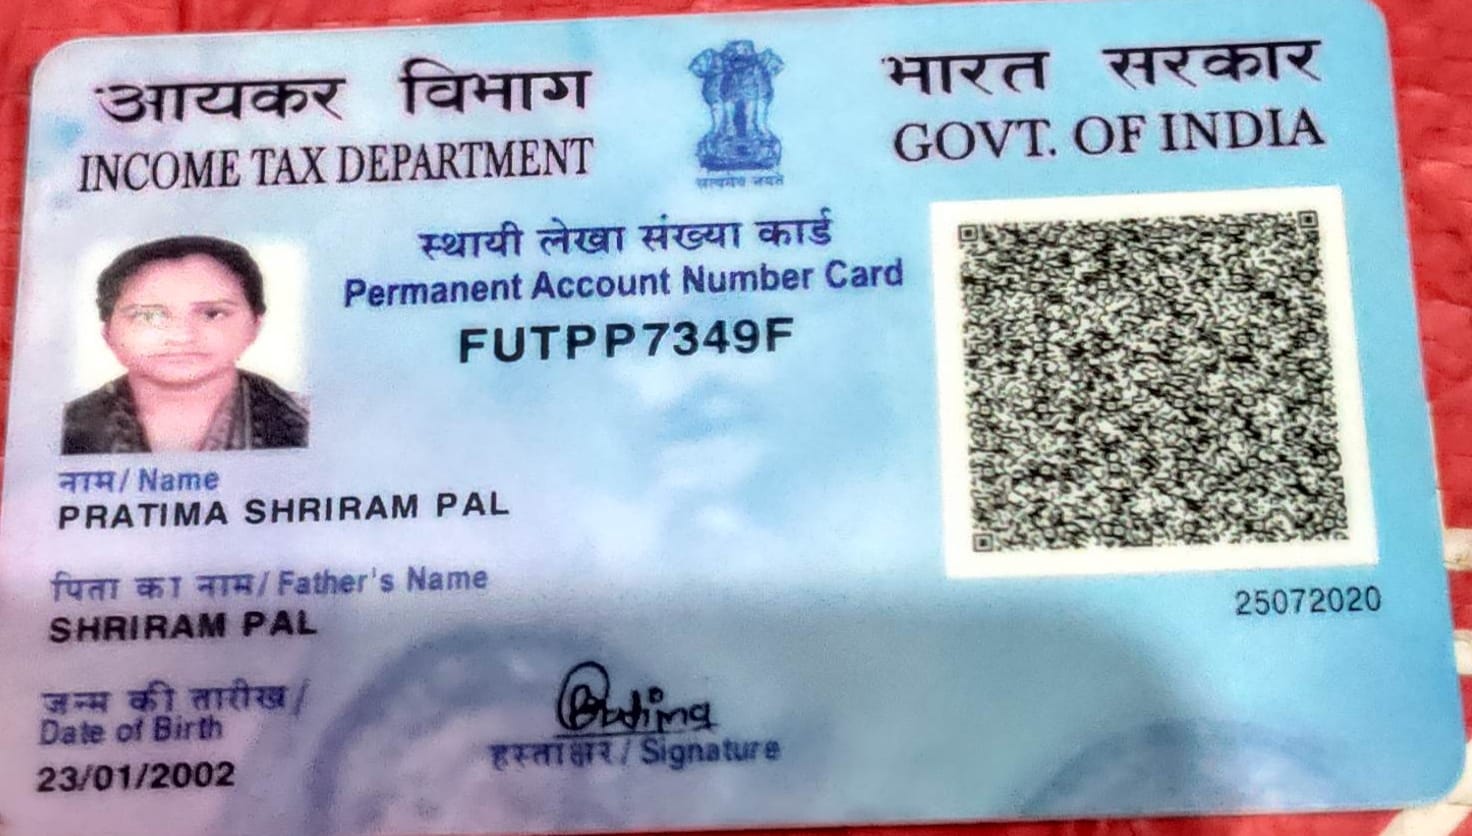 आयकर विभाग
INCOME TAX DEPARTMENT
सत्यमेव जयते
भारत सरकार
GOVT. OF INDIA
स्थायी लेखा संख्या कार्ड
Permanent Account Number Card
FUTPP7349F
नाम / Name
PRATIMA SHRIRAM PAL
पिता का नाम / Father's Name
SHRIRAM PAL
25072020
जन्म की तारीख /
Date of Birth
23/01/2002
Pratima
हस्ताक्षर / Signature